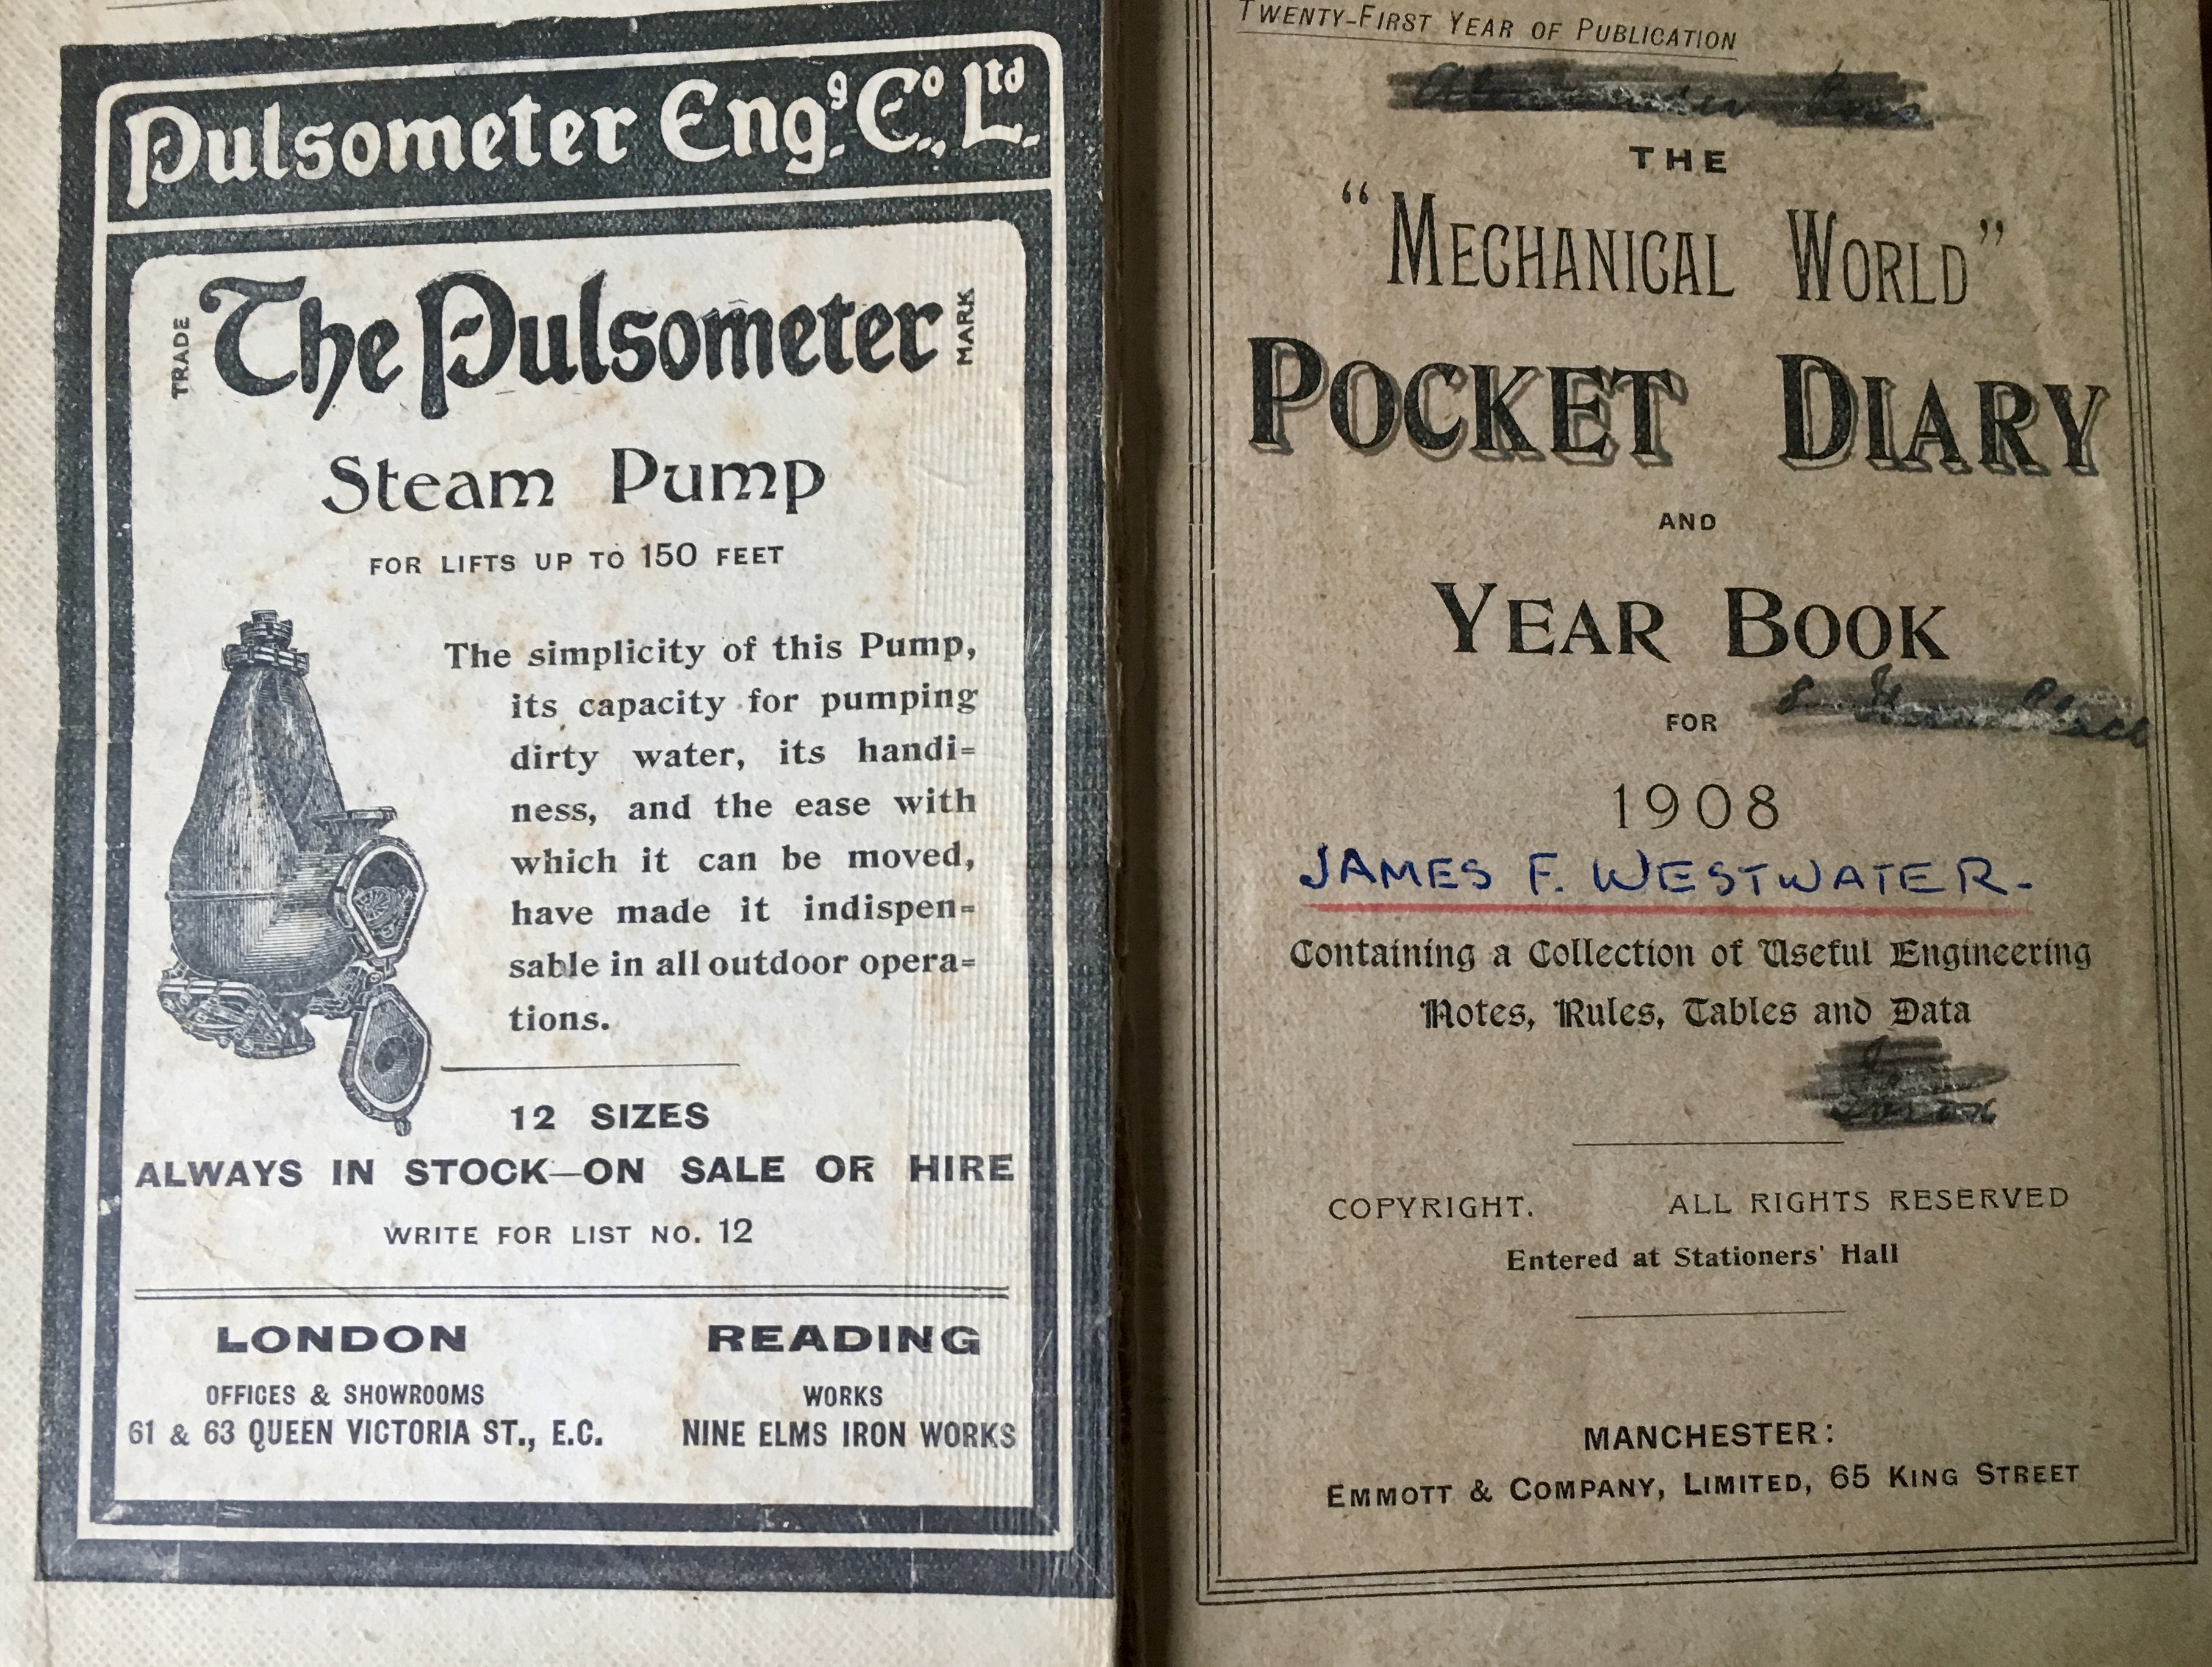 Pulsometer Engg. Co., Ltd.
TRADE The Pulsometer MARK
Steam Pump
FOR LIFTS UP TO 150 FEET
The simplicity of this Pump,
its capacity for pumping
dirty water, its handi=
ness, and the ease with
which it can be moved,
have made it indispen=
sable in all outdoor opera=
tions.
12 SIZES
ALWAYS IN STOCK—ON SALE OR HIRE
WRITE FOR LIST NO. 12
LONDON
OFFICES & SHOWROOMS
61 & 63 QUEEN VICTORIA ST., E.C.
READING
WORKS
NINE ELMS IRON WORKS
TWENTY-FIRST YEAR OF PUBLICATION
THE
“MECHANICAL WORLD”
POCKET DIARY
AND
YEAR BOOK
FOR
1908
JAMES F. WESTWATER.
Containing a Collection of Useful Engineering
Notes, Rules, Tables and Data
COPYRIGHT. ALL RIGHTS RESERVED
Entered at Stationers' Hall
MANCHESTER:
EMMOTT & COMPANY, LIMITED, 65 KING STREET